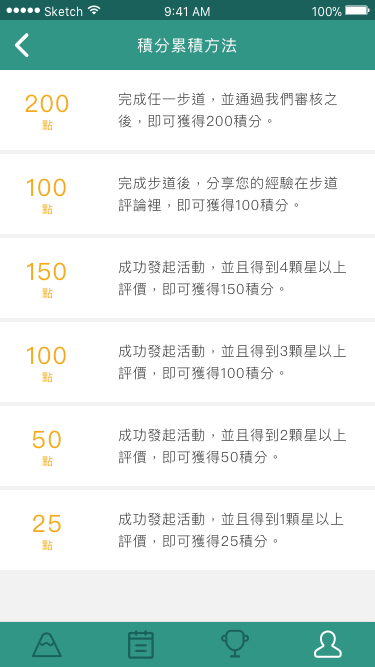 Sketch 9:41 AM 100%
積分累積方法
200
點
完成任一步道，並通過我們審核之
後，即可獲得200積分。
100
點
完成步道後，分享您的經驗在步道
評論裡，即可獲得100積分。
150
點
成功發起活動，並且得到4顆星以上
評價，即可獲得150積分。
100
點
成功發起活動，並且得到3顆星以上
評價，即可獲得100積分。
50
點
成功發起活動，並且得到2顆星以上
評價，即可獲得50積分。
25
點
成功發起活動，並且得到1顆星以上
評價，即可獲得25積分。